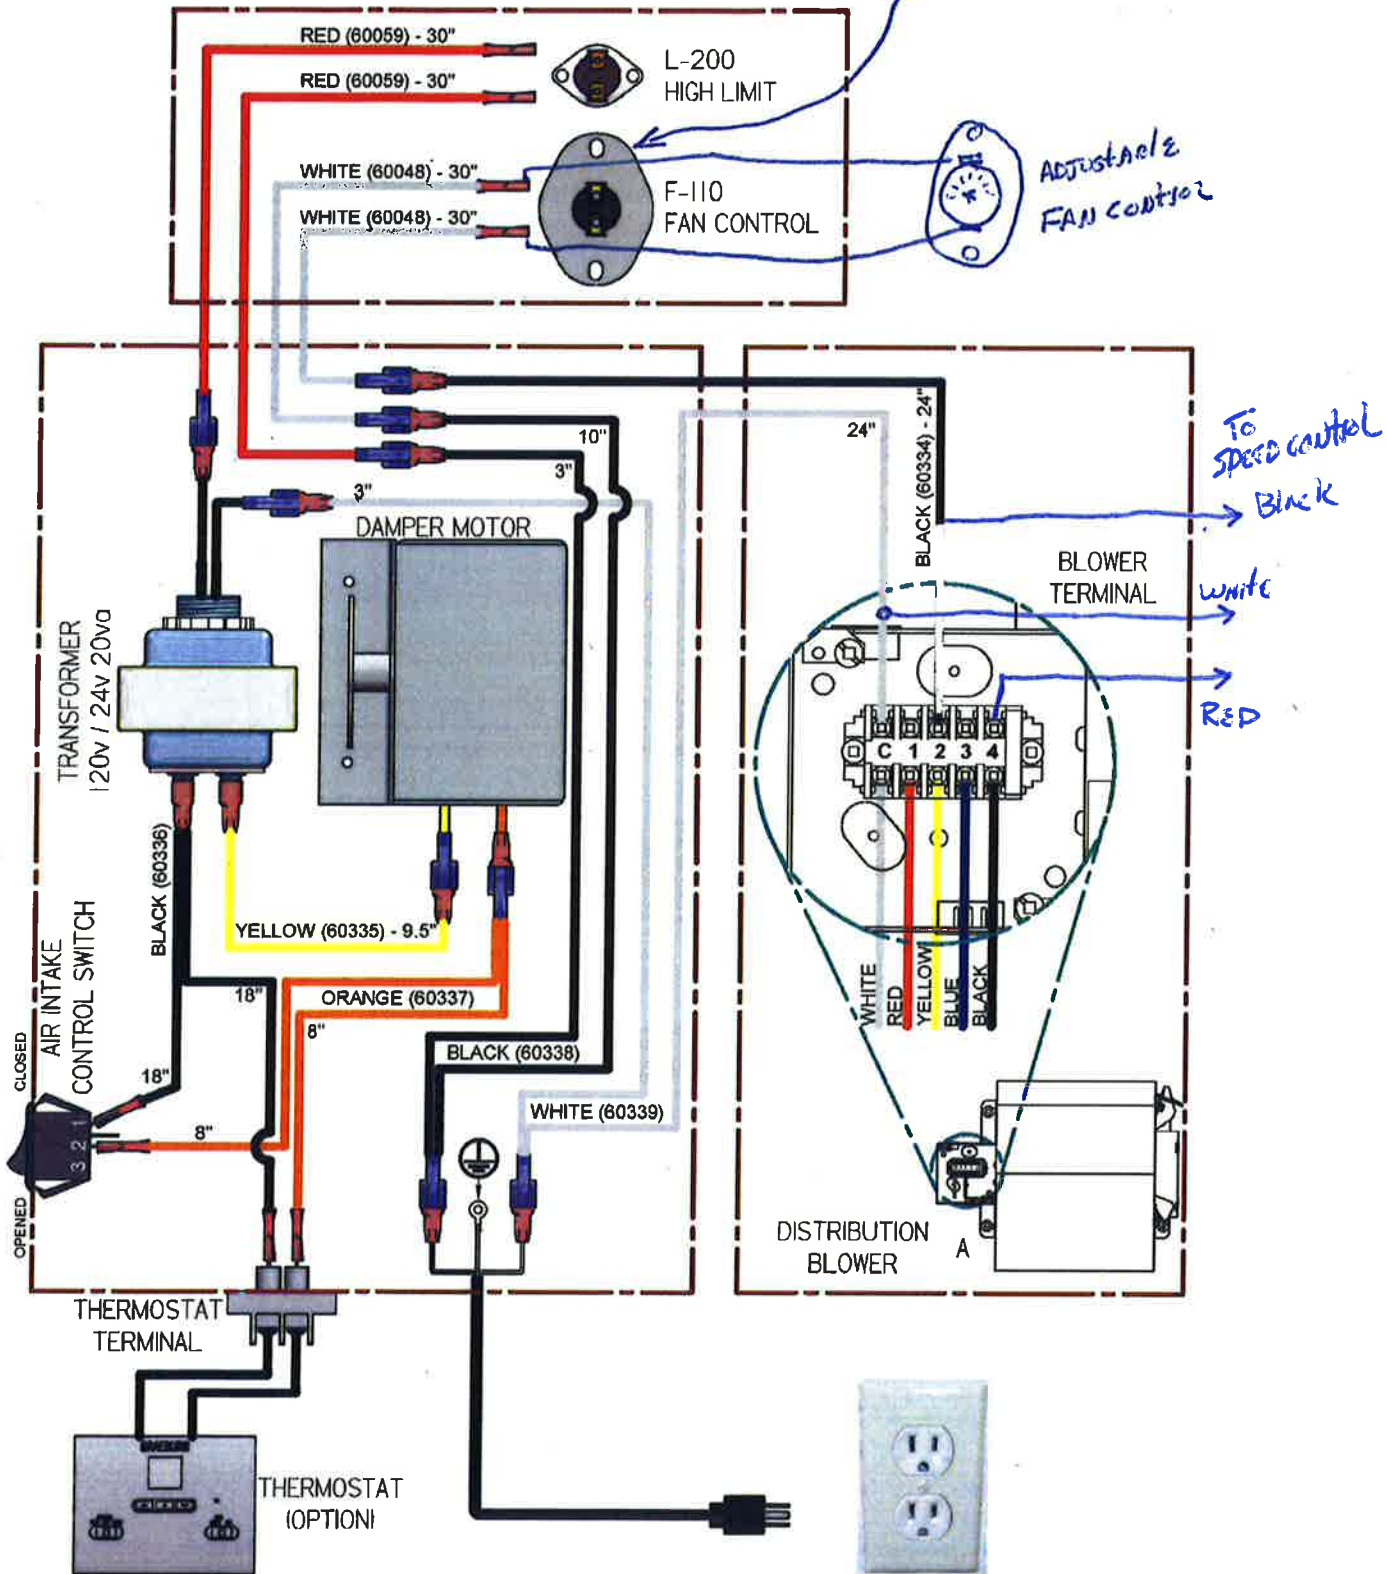 RED (60059) - 30"
RED (60059) - 30"
L-200
HIGH LIMIT
WHITE (60048) - 30"
WHITE (60048) - 30"
F-110
FAN CONTROL
ADJUSTABLE
FAN CONTROL
10"
3"
3"
24"
BLACK (60334) - 24"
TO
SPEED CONTROL
Black
DAMPER MOTOR
BLOWER
TERMINAL
White
RED
TRANSFORMER
120v / 24v 20va
C 1 2 3 4
BLACK (60336)
YELLOW (60335) - 9.5"
WHITE
RED
YELLOW
BLUE
BLACK
AIR INTAKE
CONTROL SWITCH
CLOSED
OPENED
1
2
3
18"
18"
ORANGE (60337)
8"
8"
BLACK (60338)
WHITE (60339)
DISTRIBUTION
BLOWER
A
THERMOSTAT
TERMINAL
THERMOSTAT
(OPTION)